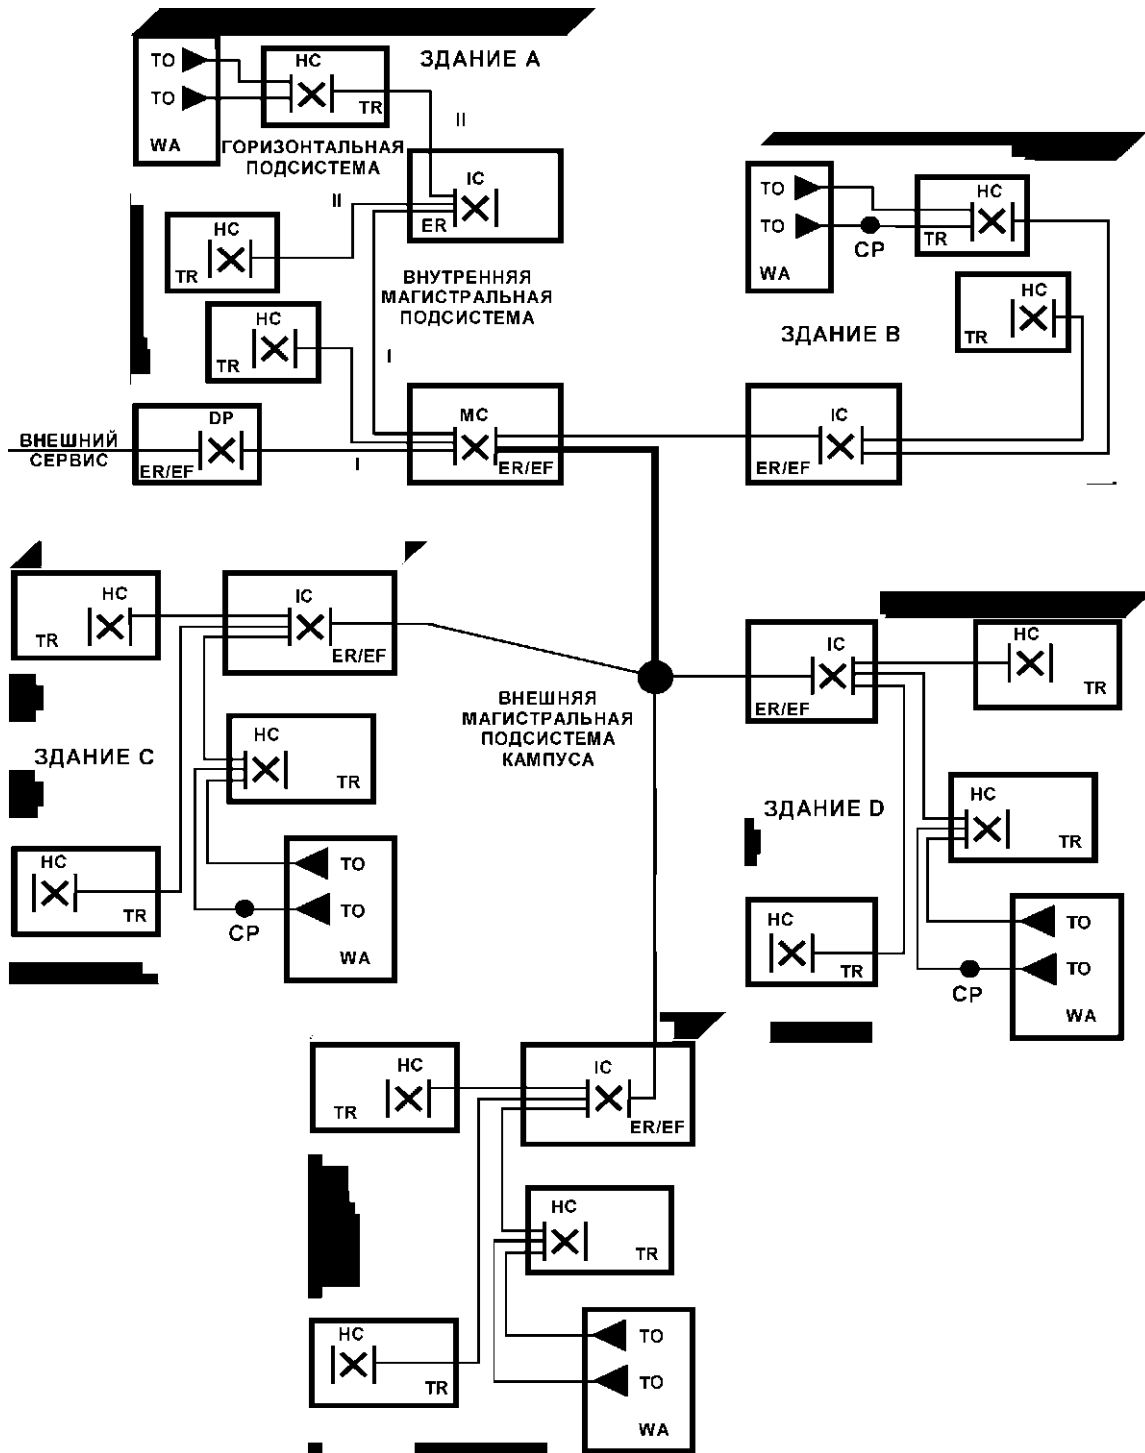 ЗДАНИЕ А
TO
TO
WA
HC
TR
II
ГОРИЗОНТАЛЬНАЯ
ПОДСИСТЕМА
IC
ER
II
HC
TR
ВНУТРЕННЯЯ
МАГИСТРАЛЬНАЯ
ПОДСИСТЕМА
HC
TR
I
ВНЕШНИЙ
СЕРВИС
DP
ER/EF
I
MC
ER/EF
TO
TO
WA
CP
HC
TR
HC
TR
ЗДАНИЕ В
IC
ER/EF
HC
TR
IC
ER/EF
ЗДАНИЕ С
HC
TR
HC
TR
TO
TO
CP
WA
ВНЕШНЯЯ
МАГИСТРАЛЬНАЯ
ПОДСИСТЕМА
КАМПУСА
IC
ER/EF
HC
TR
ЗДАНИЕ D
HC
TR
HC
TR
TO
TO
CP
WA
HC
TR
IC
ER/EF
HC
TR
HC
TR
TO
TO
WA